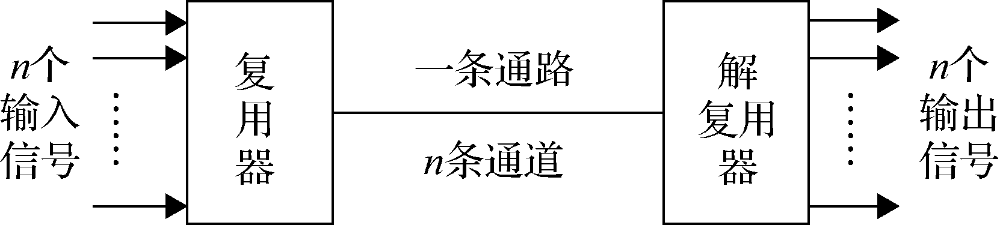 n个
输入
信号
复
用
器
一条通路
n条通道
解
复用
器
n个
输出
信号